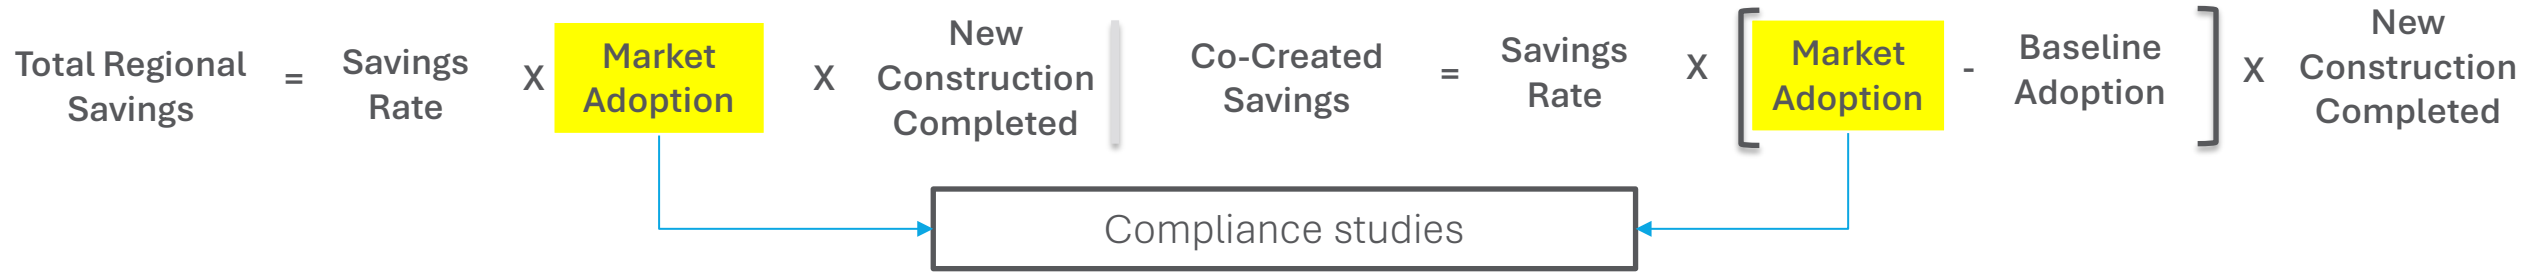 Total Regional
Savings
=
Savings
Rate
X
Market
Adoption
X
New
Construction
Completed
Co-Created
Savings
=
Savings
Rate
X
[
Market
Adoption
-
Baseline
Adoption
]
X
New
Construction
Completed
Compliance studies